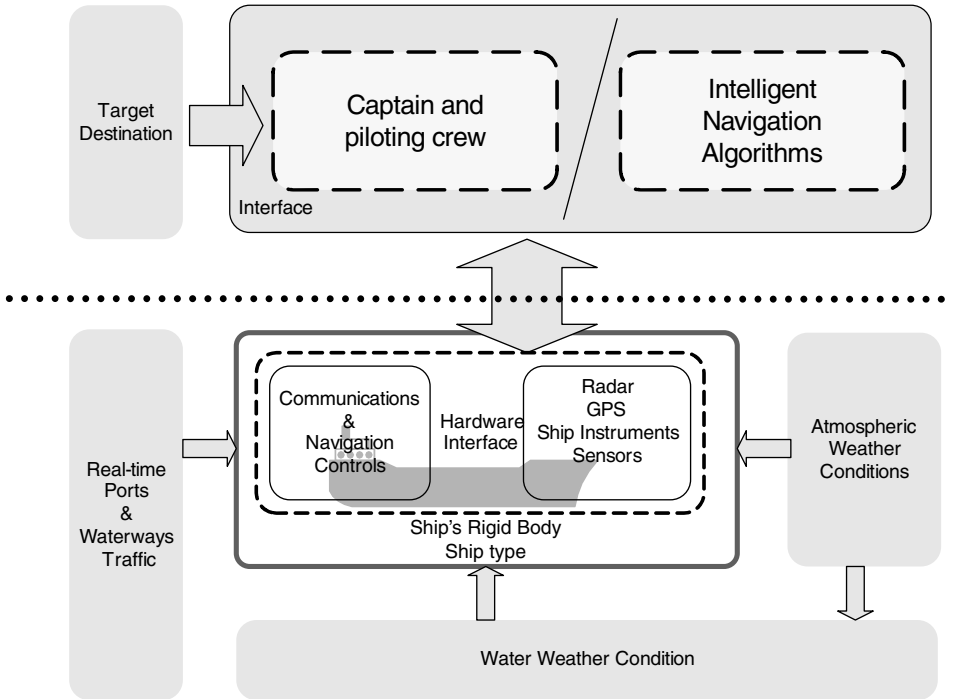 Target
Destination
Captain and
piloting crew
Intelligent
Navigation
Algorithms
Interface
Real-time
Ports
&
Waterways
Traffic
Communications
&
Navigation
Controls
Hardware
Interface
Radar
GPS
Ship Instruments
Sensors
Ship's Rigid Body
Ship type
Atmospheric
Weather
Conditions
Water Weather Condition